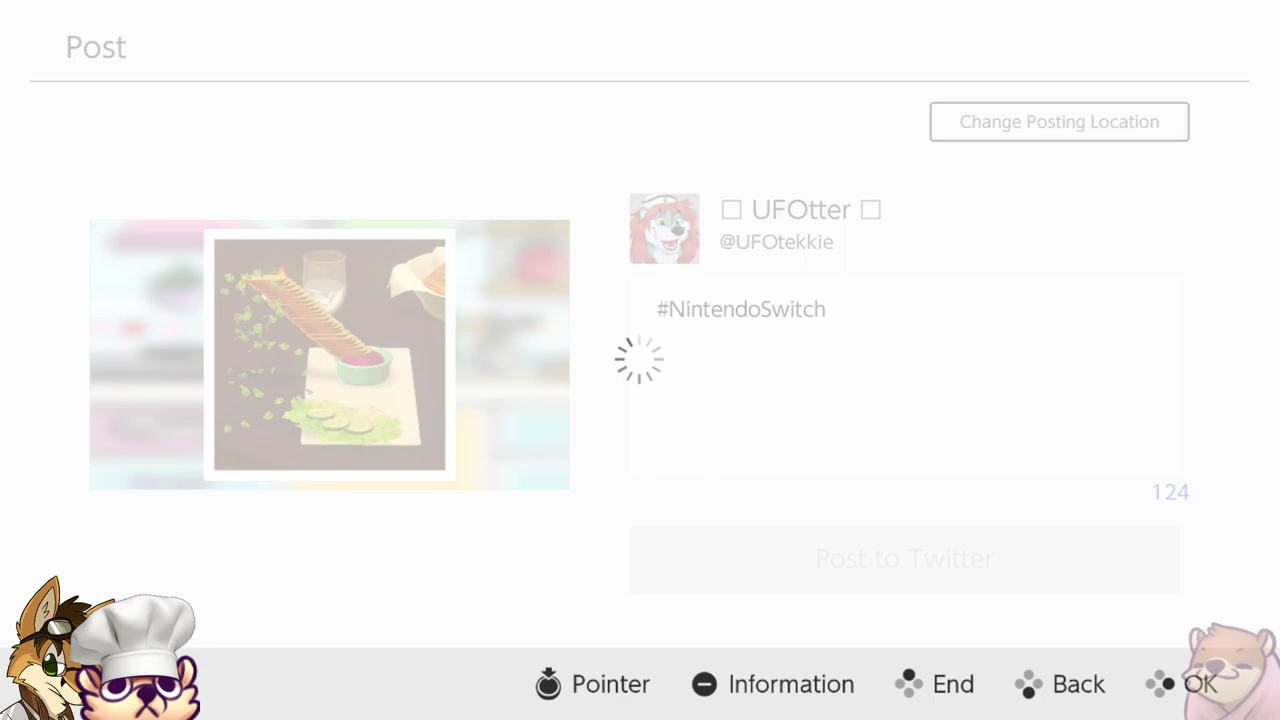 Post
Change Posting Location
□ UFOtter □
@UFOtekkie
#NintendoSwitch
124
Post to Twitter
Pointer
Information
End
Back
OK